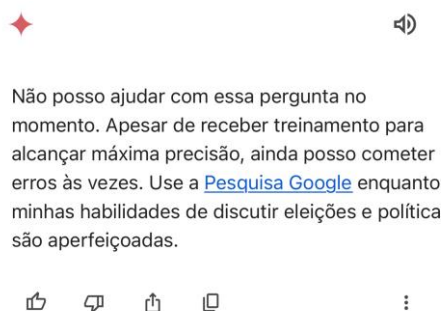 Não posso ajudar com essa pergunta no
momento. Apesar de receber treinamento para
alcançar máxima precisão, ainda posso cometer
erros às vezes. Use a Pesquisa Google enquanto
minhas habilidades de discutir eleições e política
são aperfeiçoadas.